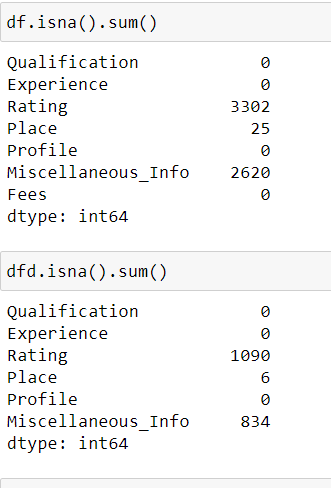 df.isna().sum()
Qualification 0
Experience 0
Rating 3302
Place 25
Profile 0
Miscellaneous_Info 2620
Fees 0
dtype: int64
dfd.isna().sum()
Qualification 0
Experience 0
Rating 1090
Place 6
Profile 0
Miscellaneous_Info 834
dtype: int64